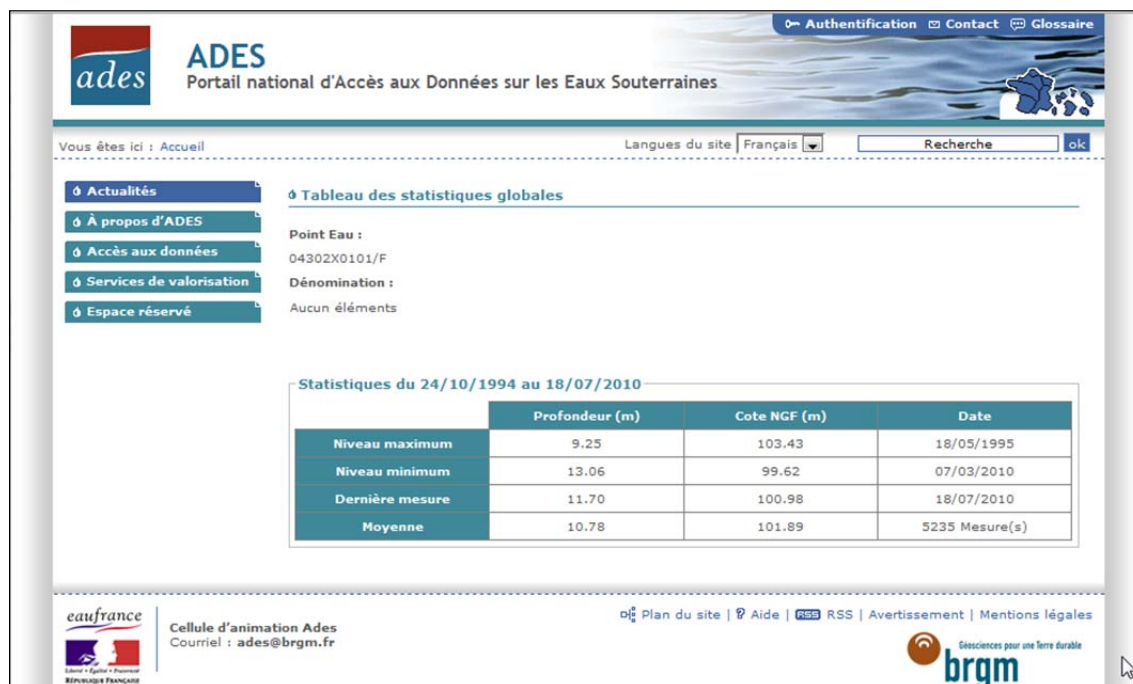 Authentification Contact Glossaire
ades
ADES
Portail national d'Accès aux Données sur les Eaux Souterraines
Vous êtes ici : Accueil
Langues du site Français Recherche ok
Actualités
À propos d'ADES
Accès aux données
Services de valorisation
Espace réservé
Tableau des statistiques globales
Point Eau :
04302X0101/F
Dénomination :
Aucun éléments
Statistiques du 24/10/1994 au 18/07/2010
Profondeur (m) Cote NGF (m) Date
Niveau maximum 9.25 103.43 18/05/1995
Niveau minimum 13.06 99.62 07/03/2010
Dernière mesure 11.70 100.98 18/07/2010
Moyenne 10.78 101.89 5235 Mesure(s)
eaufrance
Liberté • Égalité • Fraternité
RÉPUBLIQUE FRANÇAISE
Cellule d'animation Ades
Courriel : ades@brgm.fr
Plan du site | ? Aide | RSS RSS | Avertissement | Mentions légales
Géosciences pour une Terre durable
brgm